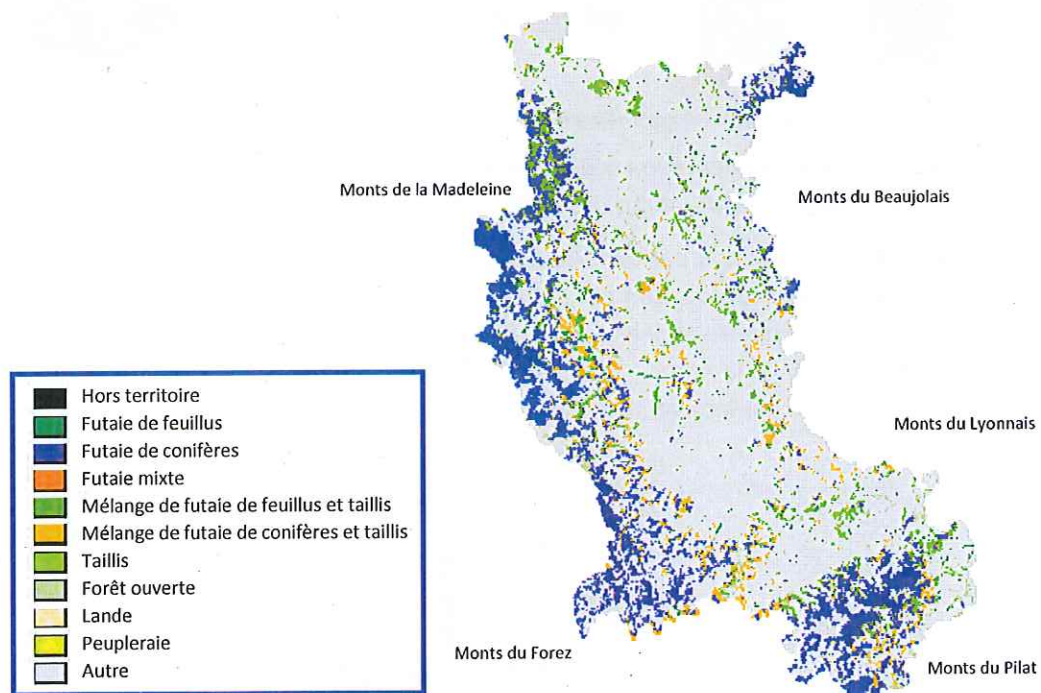 Monts de la Madeleine
Monts du Beaujolais
Hors territoire
Futaie de feuillus
Futaie de conifères
Futaie mixte
Mélange de futaie de feuillus et taillis
Mélange de futaie de conifères et taillis
Taillis
Forêt ouverte
Lande
Peupleraie
Autre
Monts du Lyonnais
Monts du Forez
Monts du Pilat